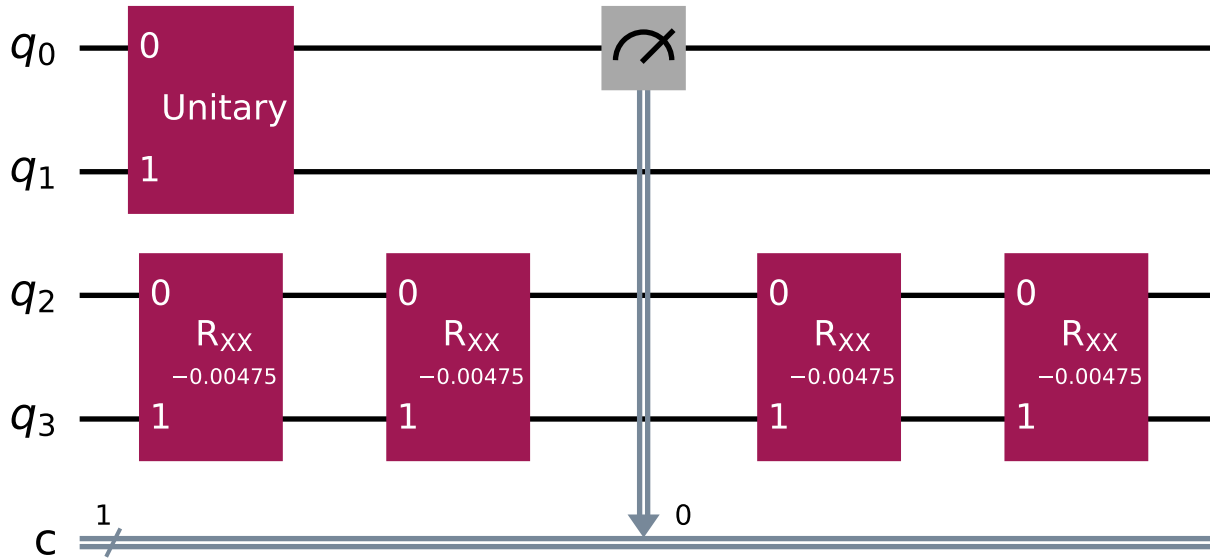 q0 0
Unitary
q1 1
q2 0 0 0 0
RXX RXX RXX RXX
−0.00475 −0.00475 −0.00475 −0.00475
q3 1 1 1 1
1 0
c